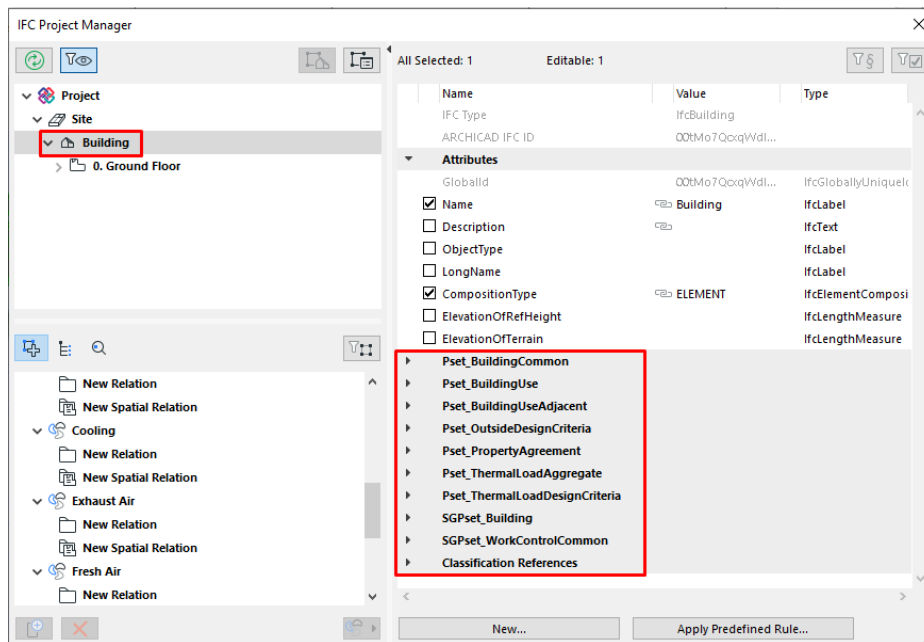 IFC Project Manager
All Selected: 1 Editable: 1
Project
Site
Building
0. Ground Floor
New Relation
New Spatial Relation
Cooling
New Relation
New Spatial Relation
Exhaust Air
New Relation
New Spatial Relation
Fresh Air
New Relation
Name Value Type
IFC Type IfcBuilding
ARCHICAD IFC ID 00tMo7QcxqWdI...
Attributes
GlobalId 00tMo7QcxqWdI... IfcGloballyUniqueIc
Name Building IfcLabel
Description IfcText
ObjectType IfcLabel
LongName IfcLabel
CompositionType ELEMENT IfcElementComposi
ElevationOfRefHeight IfcLengthMeasure
ElevationOfTerrain IfcLengthMeasure
Pset_BuildingCommon
Pset_BuildingUse
Pset_BuildingUseAdjacent
Pset_OutsideDesignCriteria
Pset_PropertyAgreement
Pset_ThermalLoadAggregate
Pset_ThermalLoadDesignCriteria
SGPset_Building
SGPset_WorkControlCommon
Classification References
New... Apply Predefined Rule...